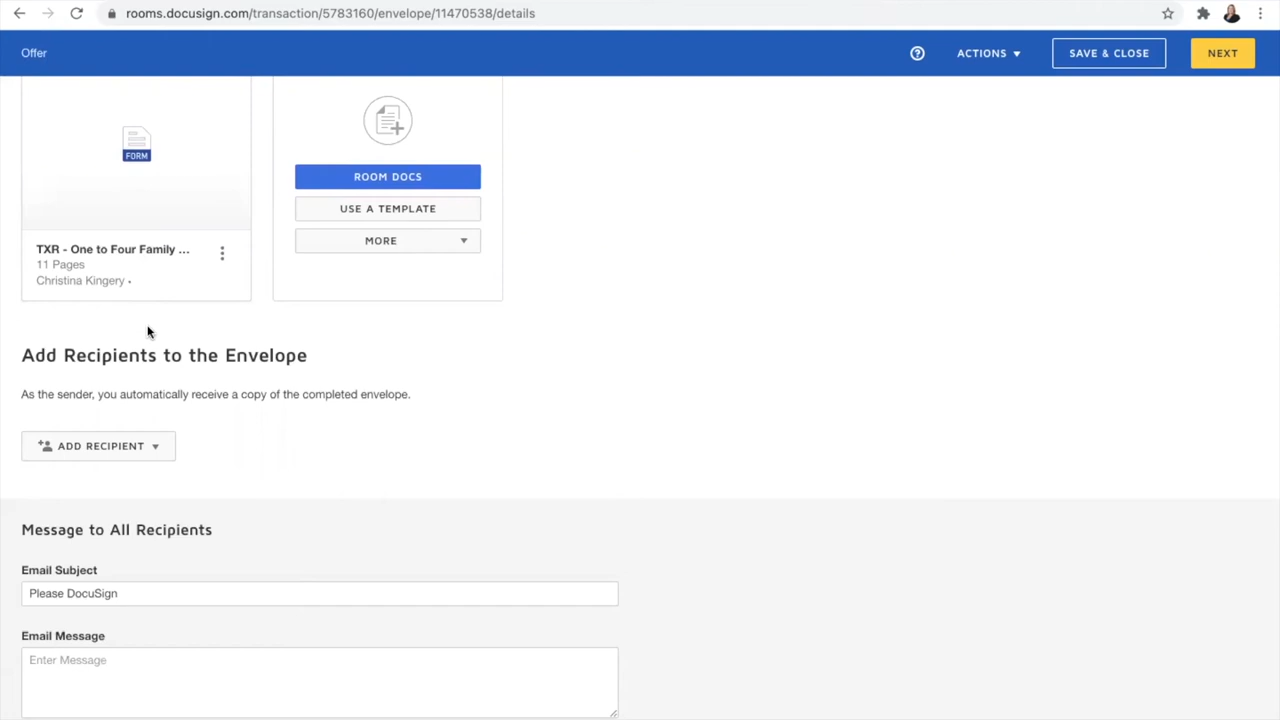 rooms.docusign.com/transaction/5783160/envelope/11470538/details
Offer
ACTIONS
SAVE & CLOSE
NEXT
FORM
ROOM DOCS
USE A TEMPLATE
MORE
TXR - One to Four Family ...
11 Pages
Christina Kingery •
Add Recipients to the Envelope
As the sender, you automatically receive a copy of the completed envelope.
ADD RECIPIENT
Message to All Recipients
Email Subject
Please DocuSign
Email Message
Enter Message